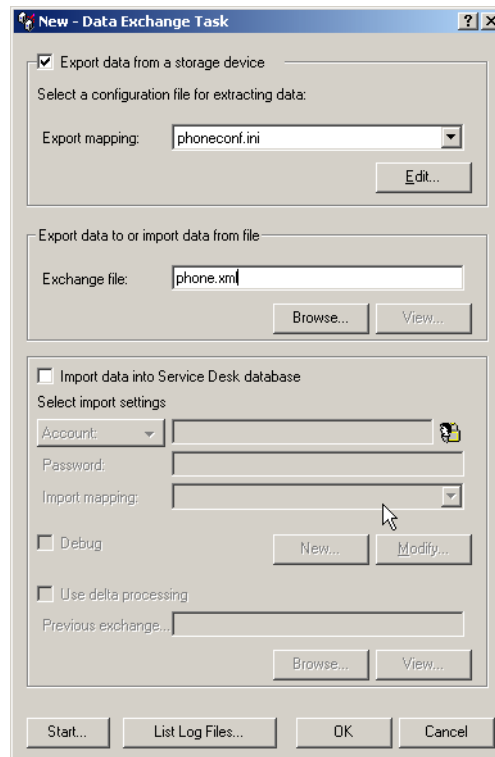 New - Data Exchange Task
Export data from a storage device
Select a configuration file for extracting data:
Export mapping: phoneconf.ini
Edit...
Export data to or import data from file
Exchange file: phone.xml
Browse... View...
Import data into Service Desk database
Select import settings
Account:
Password:
Import mapping:
Debug New... Modify...
Use delta processing
Previous exchange...
Browse... View...
Start... List Log Files... OK Cancel